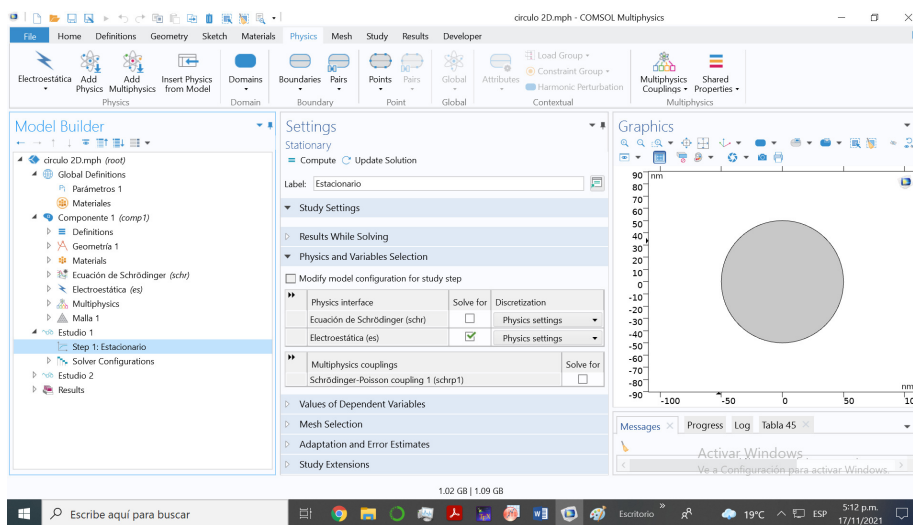 circulo 2D.mph - COMSOL Multiphysics
File Home Definitions Geometry Sketch Materials Physics Mesh Study Results Developer
Electroestática
Add Physics
Add Multiphysics
Insert Physics from Model
Domains
Boundaries
Pairs
Points
Pairs
Global
Attributes
Load Group
Constraint Group
Harmonic Perturbation
Multiphysics Couplings
Shared Properties
Physics Domain Boundary Point Global Contextual Multiphysics
Model Builder
circulo 2D.mph (root)
Global Definitions
Pi Parámetros 1
Materiales
Componente 1 (comp1)
Definitions
Geometría 1
Materials
Ecuación de Schrödinger (schr)
Electroestática (es)
Multiphysics
Malla 1
Estudio 1
Step 1: Estacionario
Solver Configurations
Estudio 2
Results
Settings
Stationary
= Compute Update Solution
Label: Estacionario
Study Settings
Results While Solving
Physics and Variables Selection
Modify model configuration for study step
Physics interface Solve for Discretization
Ecuación de Schrödinger (schr) Physics settings
Electroestática (es) Physics settings
Multiphysics couplings Solve for
Schrödinger-Poisson coupling 1 (schrp1)
Values of Dependent Variables
Mesh Selection
Adaptation and Error Estimates
Study Extensions
Graphics
nm
90
80
70
60
50
40
30
20
10
0
-10
-20
-30
-40
-50
-60
-70
-80
-90
nm
-100 -50 0 50 10
Messages Progress Log Tabla 45
Activar Windows
Ve a Configuración para activar Windows.
1.02 GB | 1.09 GB
Escribe aquí para buscar
Escritorio
19°C
ESP
5:12 p.m.
17/11/2021